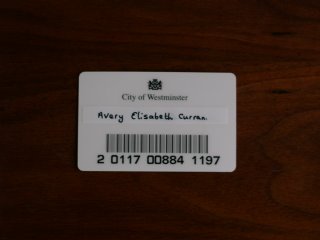 City of Westminster
Avery Elisabeth Curran.
2 0117 00884 1197